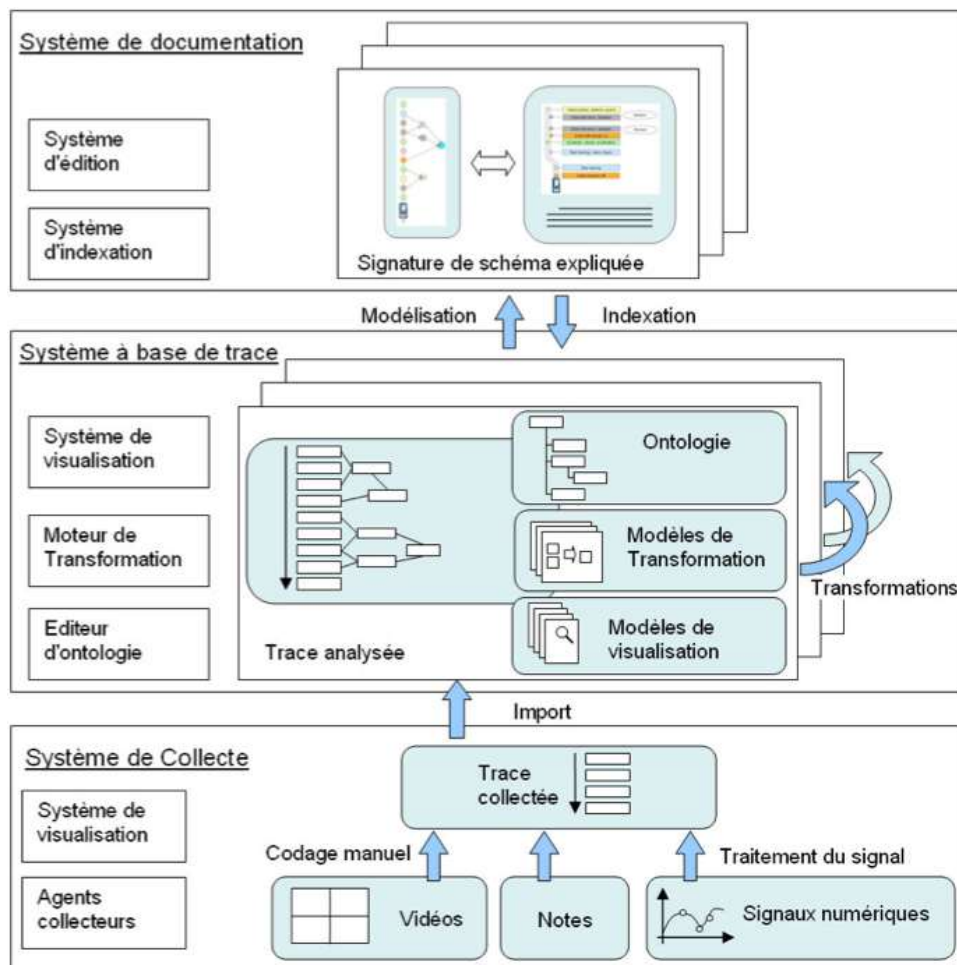 Système de documentation
Système
d'édition
Système
d'indexation
Signature de schéma expliquée
Modélisation
Indexation
Système à base de trace
Système de
visualisation
Moteur de
Transformation
Editeur
d'ontologie
Ontologie
Modèles de
Transformation
Modèles de
visualisation
Trace analysée
Transformations
Import
Système de Collecte
Système de
visualisation
Agents
collecteurs
Trace
collectée
Codage manuel
Traitement du signal
Vidéos
Notes
Signaux numériques